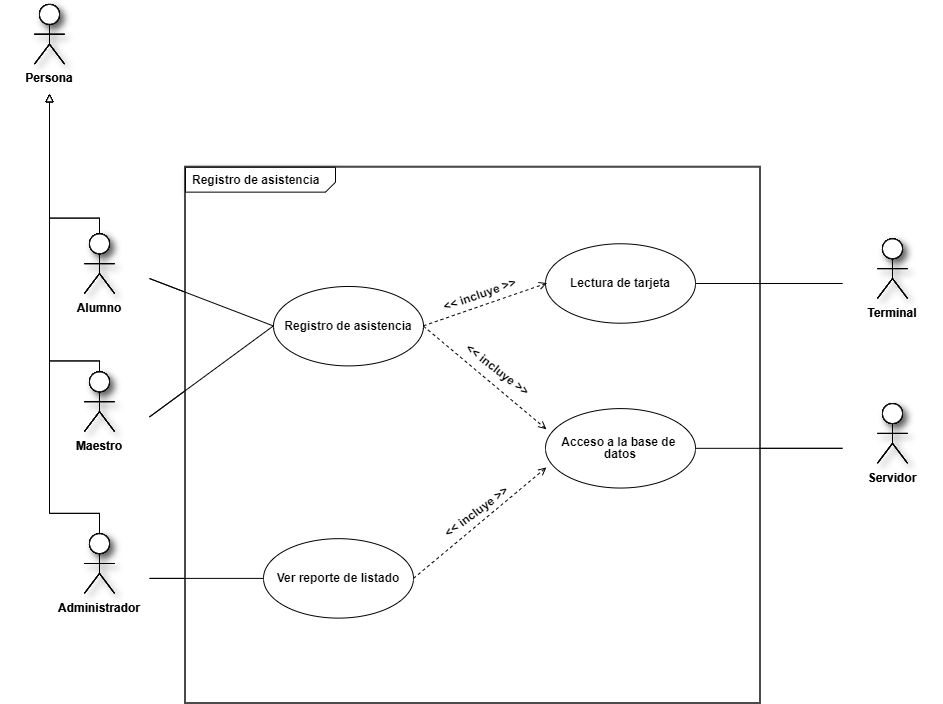 Persona
Registro de asistencia
Alumno
Registro de asistencia
<< incluye >>
Lectura de tarjeta
Terminal
<< incluye >>
Maestro
Acceso a la base de
datos
Servidor
<< incluye >>
Administrador
Ver reporte de listado